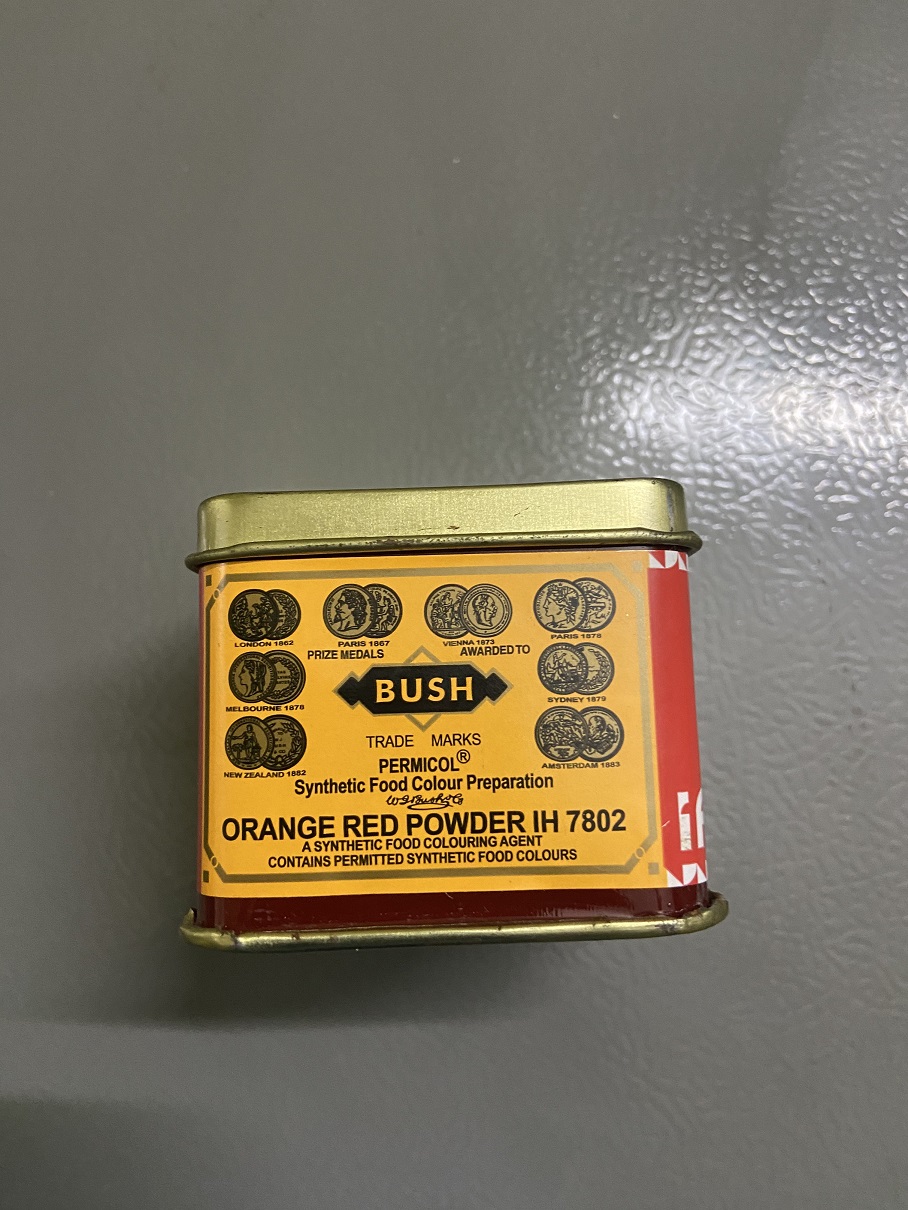 LONDON 1862
PARIS 1867
VIENNA 1873
PARIS 1878
PRIZE MEDALS
AWARDED TO
MELBOURNE 1878
BUSH
SYDNEY 1879
NEW ZEALAND 1882
TRADE MARKS
AMSTERDAM 1883
PERMICOL®
Synthetic Food Colour Preparation
W.J.Bush & Co
ORANGE RED POWDER IH 7802
A SYNTHETIC FOOD COLOURING AGENT
CONTAINS PERMITTED SYNTHETIC FOOD COLOURS